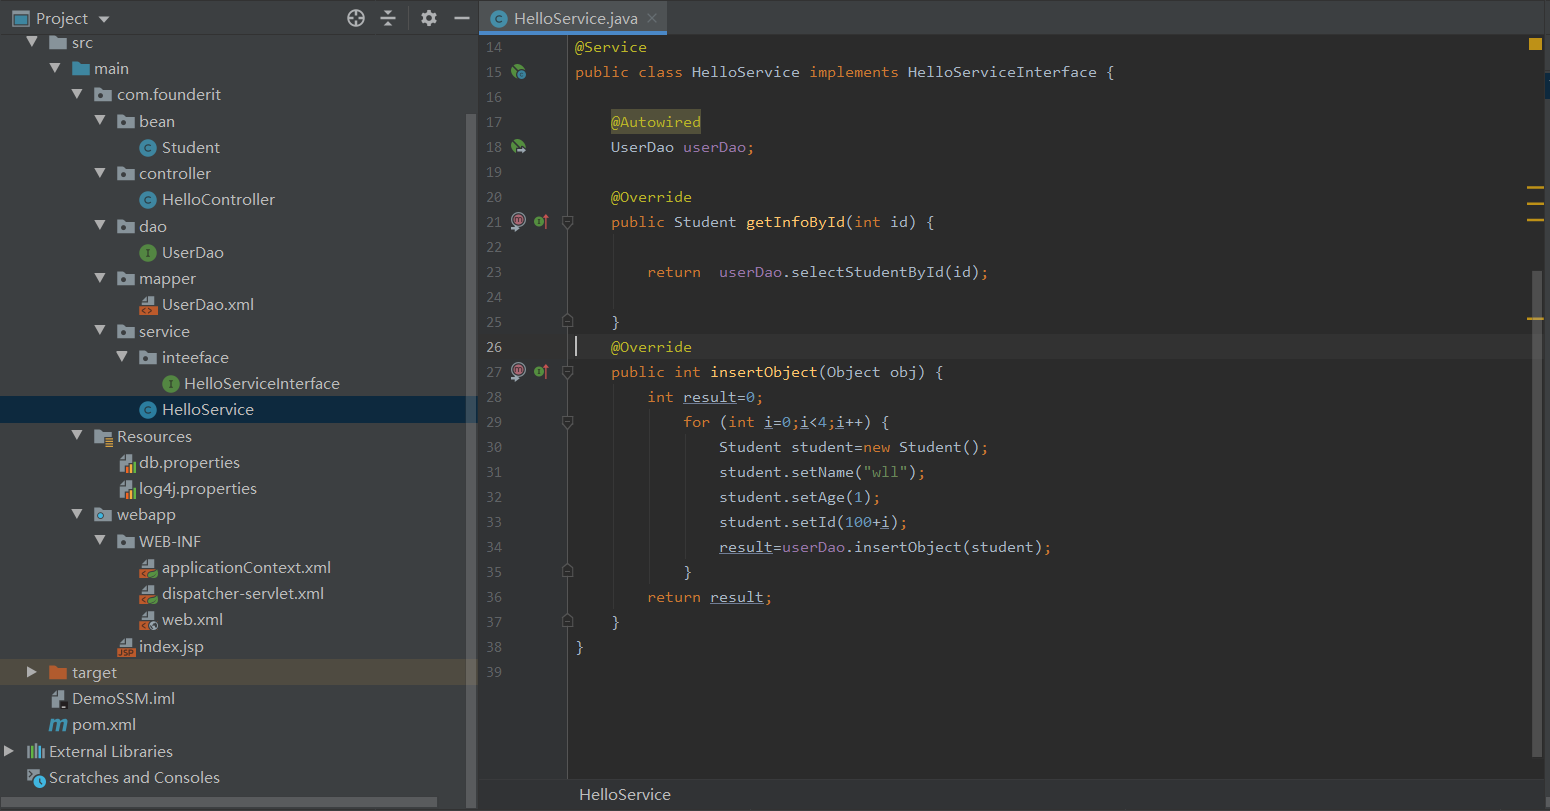 Project
src
main
com.founderit
bean
Student
controller
HelloController
dao
UserDao
mapper
UserDao.xml
service
inteeface
HelloServiceInterface
HelloService
Resources
db.properties
log4j.properties
webapp
WEB-INF
applicationContext.xml
dispatcher-servlet.xml
web.xml
index.jsp
target
DemoSSM.iml
pom.xml
External Libraries
Scratches and Consoles
HelloService.java
14 @Service
15 public class HelloService implements HelloServiceInterface {
16
17 @Autowired
18 UserDao userDao;
19
20 @Override
21 public Student getInfoById(int id) {
22
23 return  userDao.selectStudentById(id);
24
25 }
26 @Override
27 public int insertObject(Object obj) {
28 int result=0;
29 for (int i=0;i<4;i++) {
30 Student student=new Student();
31 student.setName("wll");
32 student.setAge(1);
33 student.setId(100+i);
34 result=userDao.insertObject(student);
35 }
36 return result;
37 }
38 }
39
HelloService